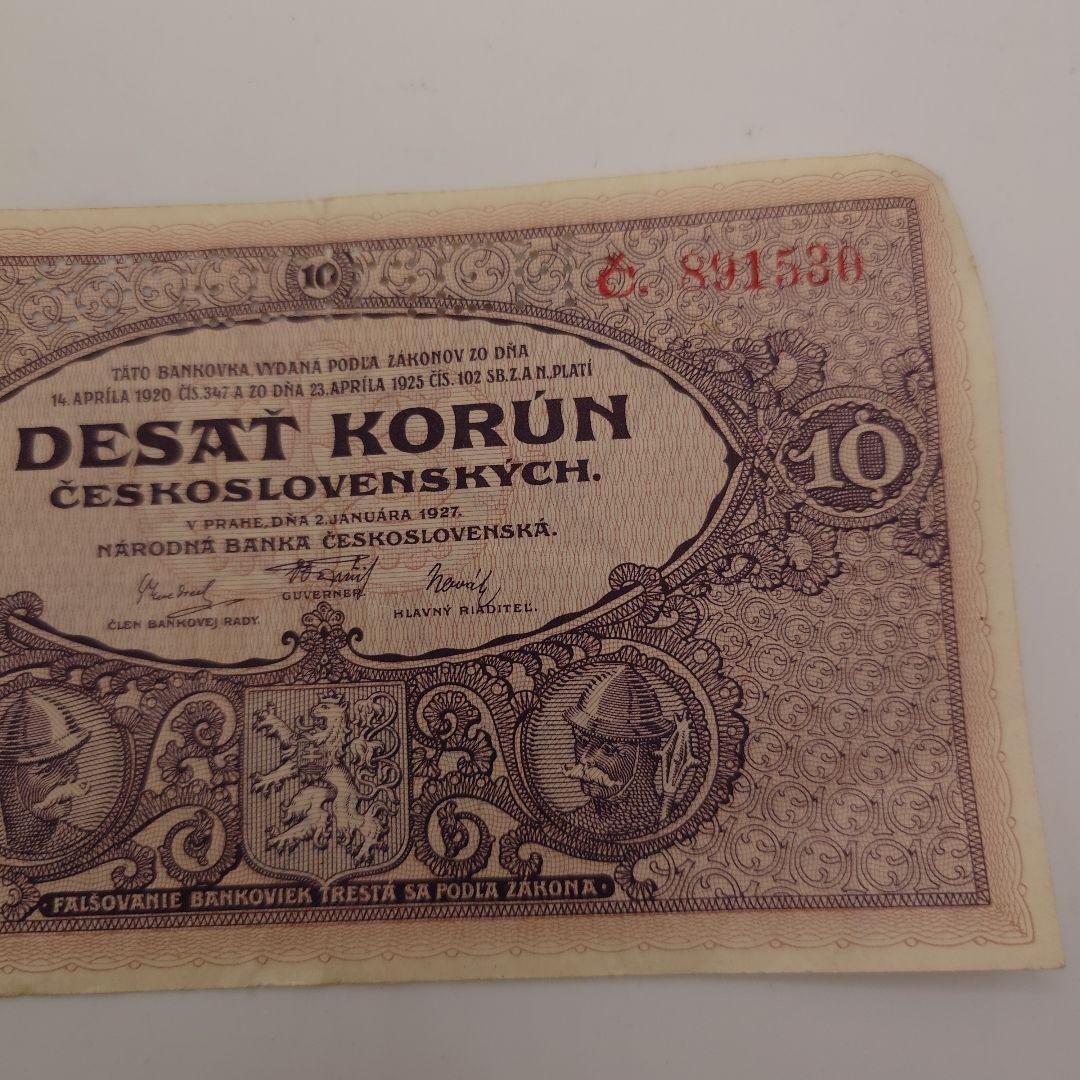 10
Č. 891530
TÁTO BANKOVKA VYDANÁ PODĽA ZÁKONOV ZO DŇA
14. APRÍLA 1920 ČÍS. 347 A ZO DŇA 23. APRÍLA 1925 ČÍS. 102 SB. Z. A N., PLATÍ
DESAŤ KORÚN
10
ČESKOSLOVENSKÝCH.
V PRAHE, DŇA 2. JANUÁRA 1927.
NÁRODNÁ BANKA ČESKOSLOVENSKÁ.
GUVERNER.
ČLEN BANKOVEJ RADY.
HLAVNÝ RIADITEĽ.
· FALŠOVANIE BANKOVIEK TRESTÁ SA PODĽA ZÁKONA ·